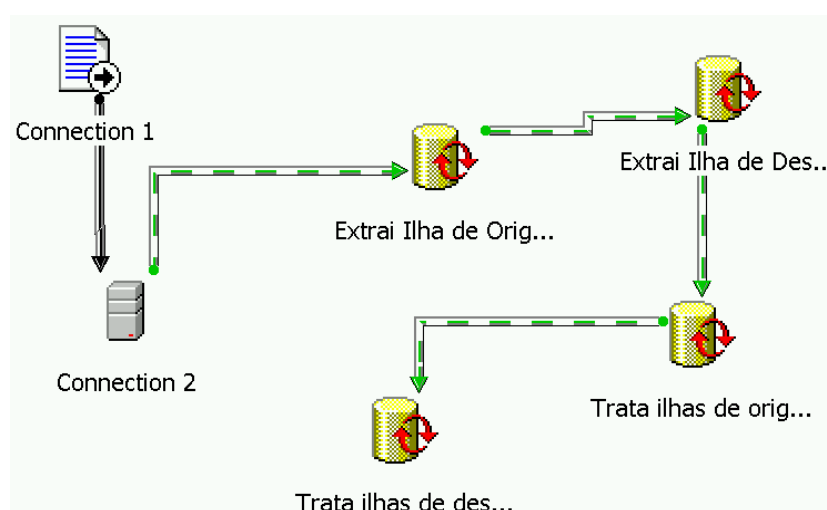 Connection 1
Extrai Ilha de Des..
Extrai Ilha de Orig...
Connection 2
Trata ilhas de orig...
Trata ilhas de des...